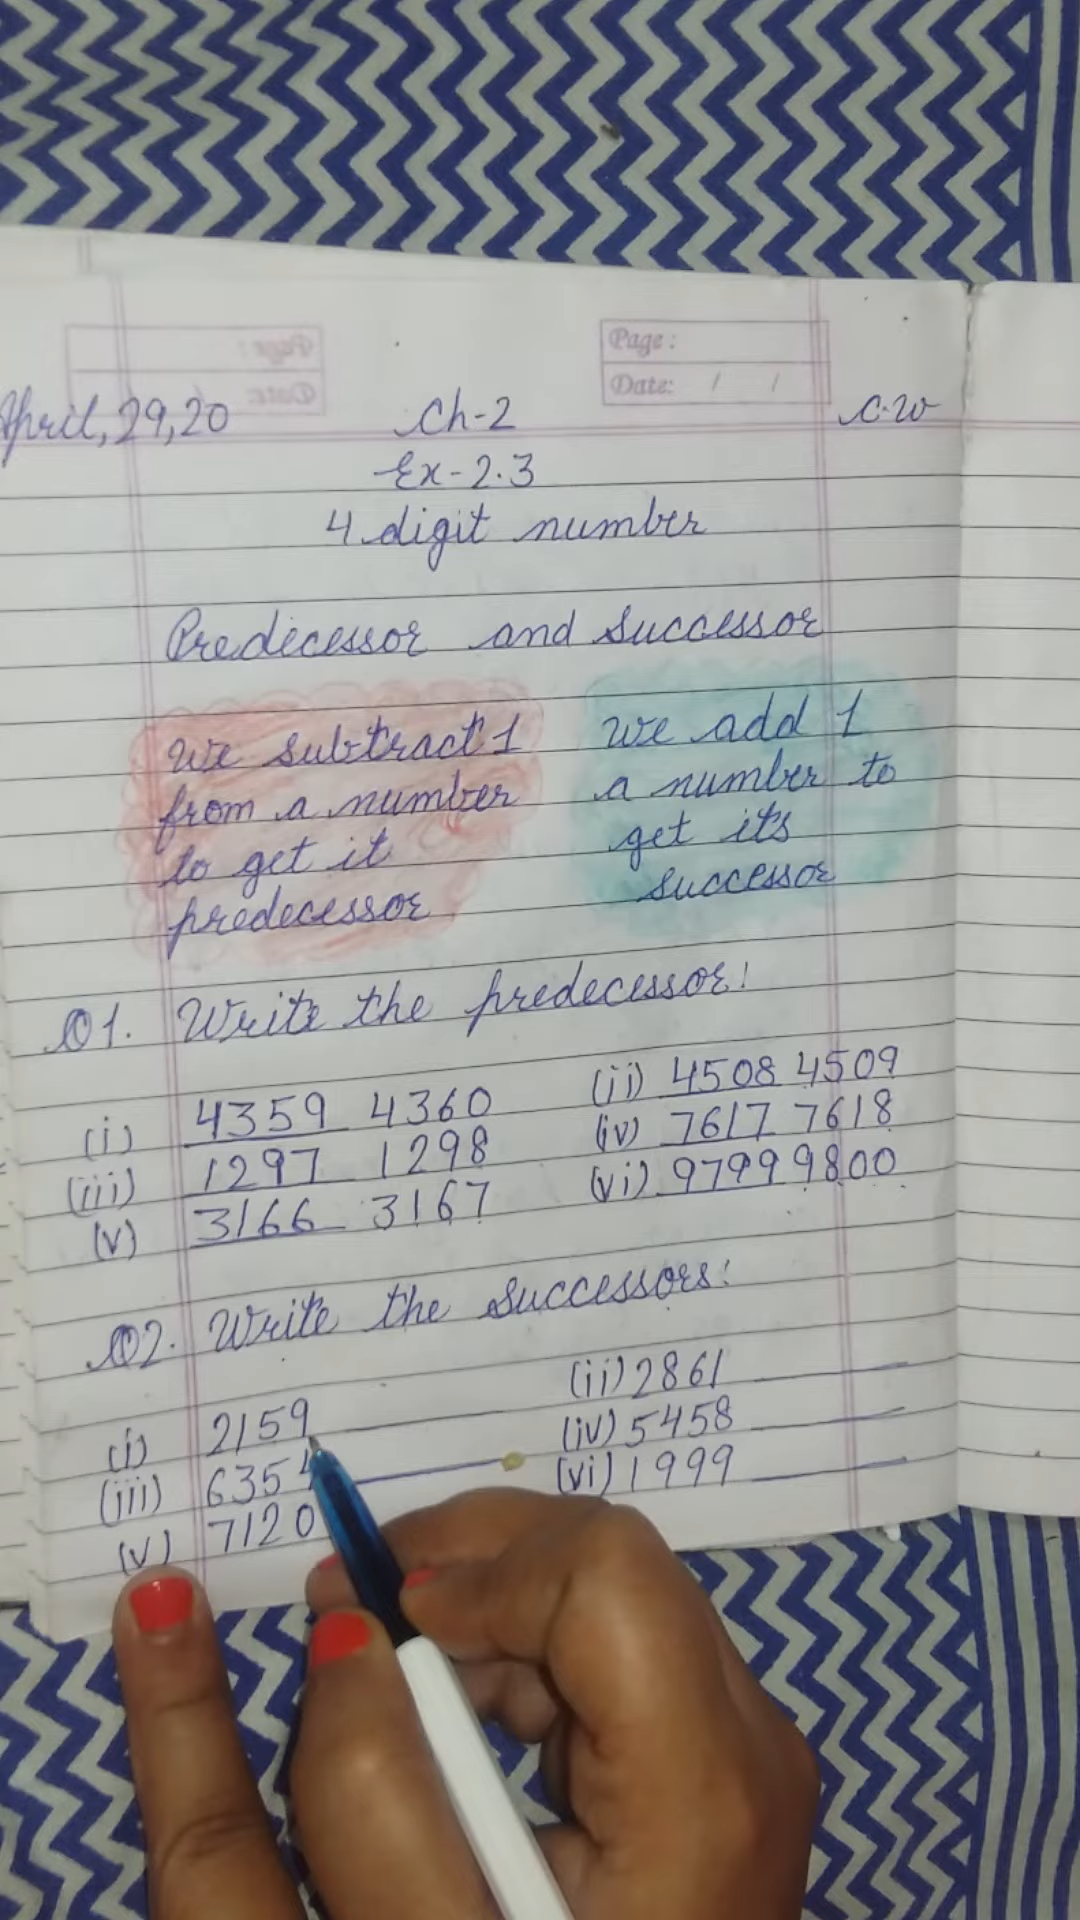 Page :
Date: / /
April, 29, 20 Ch-2 C.W
Ex-2.3
4 digit number
Predecessor and Successor
We subtract 1
from a number
to get it
predecessor
We add 1
a number to
get its
successor
Q1. Write the predecessor:
(i) 4359 4360 (ii) 4508 4509
(iii) 1297 1298 (iv) 7617 7618
(v) 3166 3167 (vi) 9799 9800
Q2. Write the successors:
(i) 2159 (ii) 2861
(iii) 6354 (iv) 5458
(v) 7120 (vi) 1999